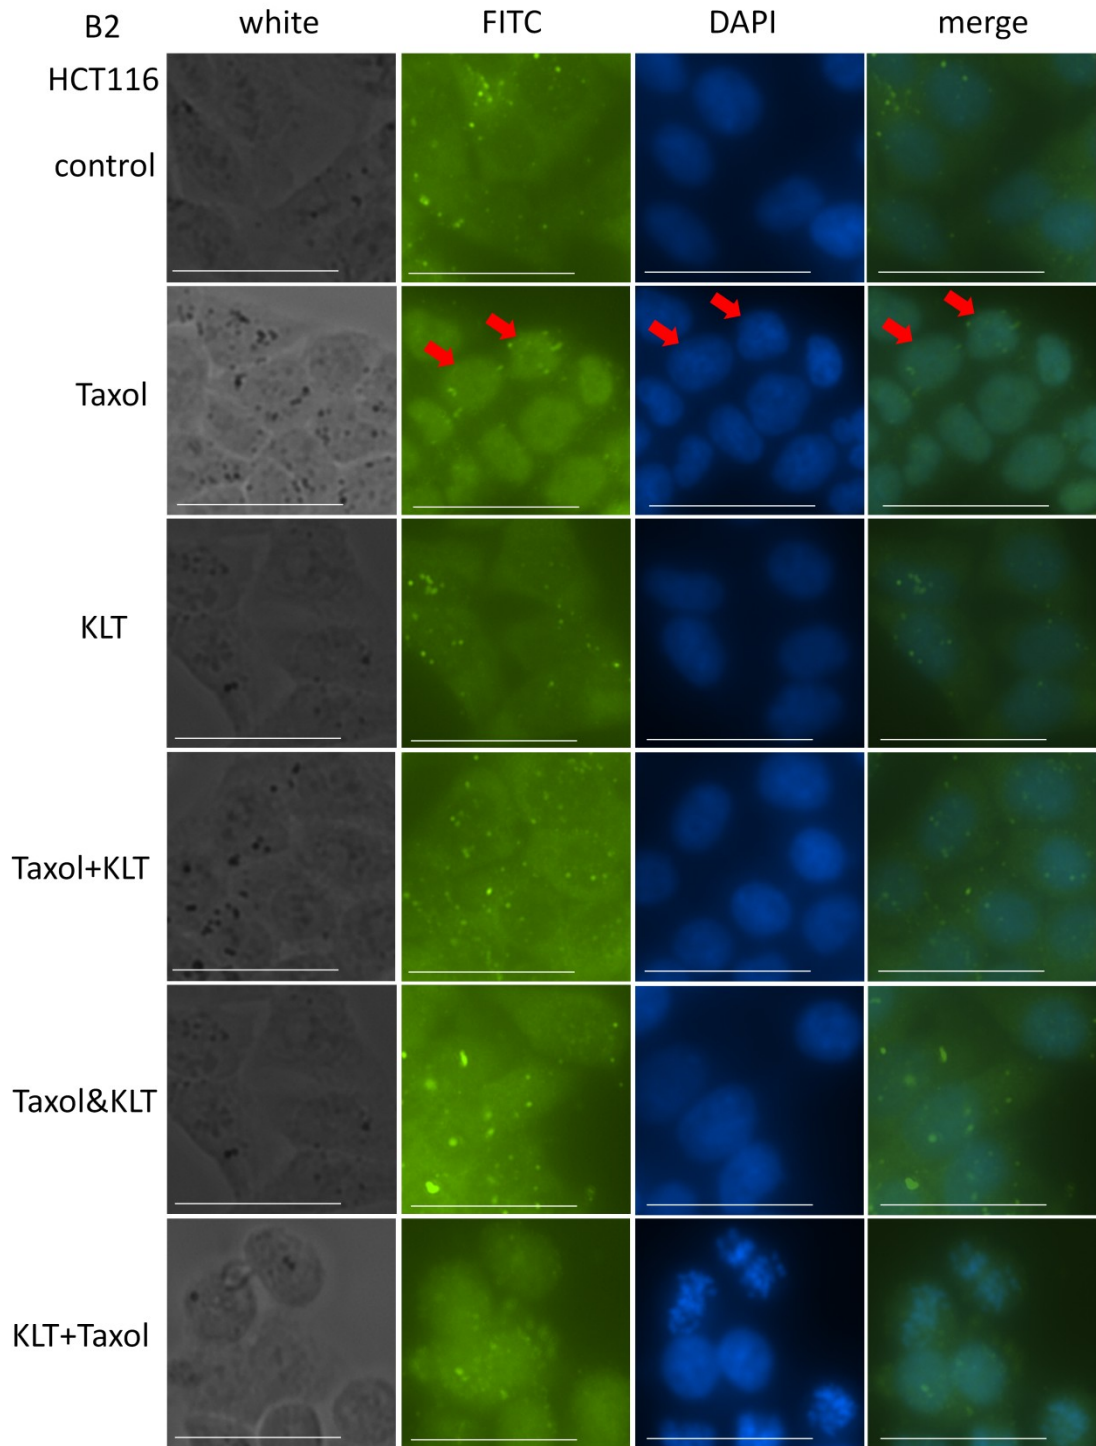 B2 white FITC DAPI merge
HCT116
control
Taxol
KLT
Taxol+KLT
Taxol&KLT
KLT+Taxol